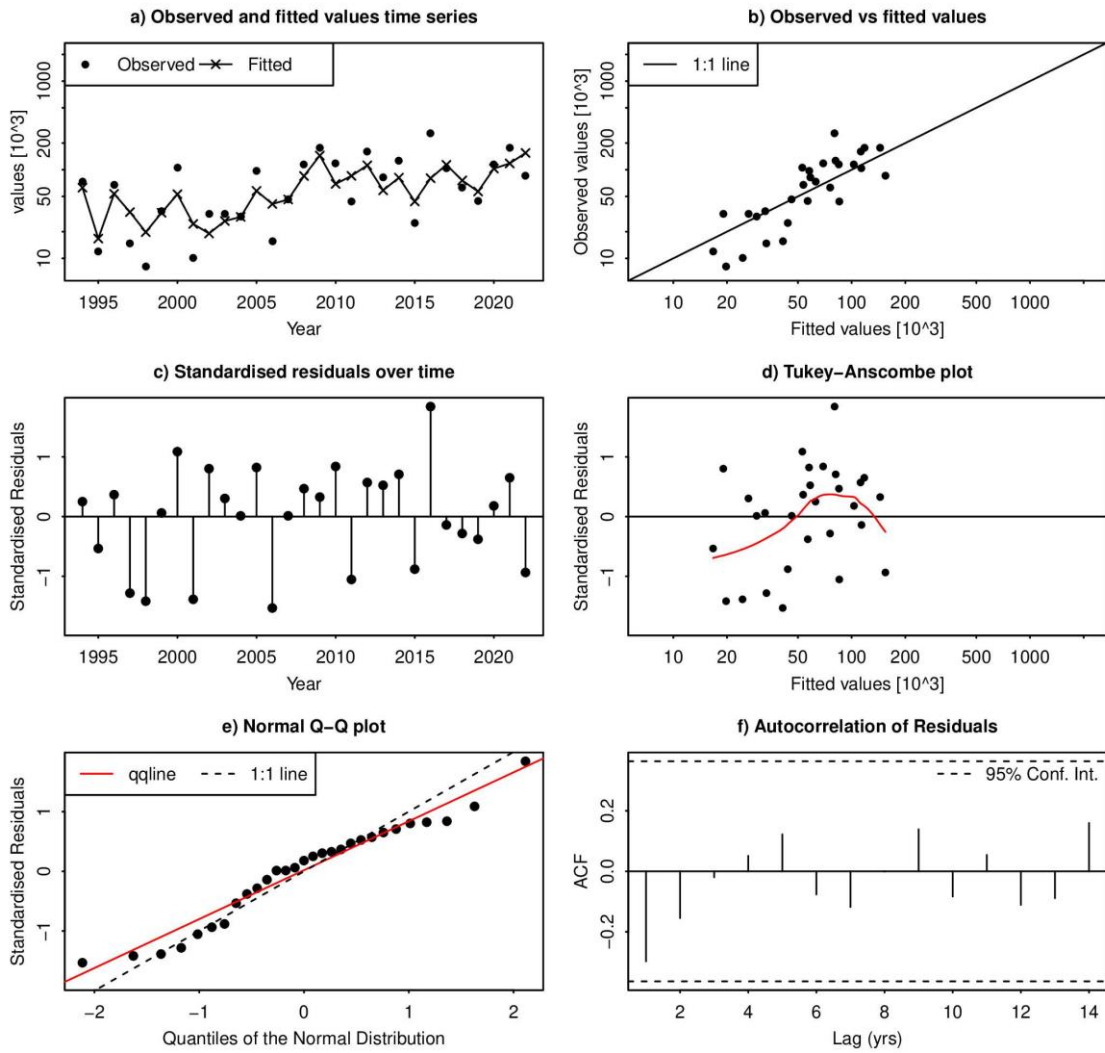 a) Observed and fitted values time series
Observed
Fitted
values [10^3]
10 50 200 1000
1995 2000 2005 2010 2015 2020
Year
b) Observed vs fitted values
1:1 line
Observed values [10^3]
10 50 200 1000
10 20 50 100 200 500 1000
Fitted values [10^3]
c) Standardised residuals over time
Standardised Residuals
−1 0 1
1995 2000 2005 2010 2015 2020
Year
d) Tukey−Anscombe plot
Standardised Residuals
−1 0 1
10 20 50 100 200 500 1000
Fitted values [10^3]
e) Normal Q−Q plot
qqline
1:1 line
Standardised Residuals
−1 0 1
−2 −1 0 1 2
Quantiles of the Normal Distribution
f) Autocorrelation of Residuals
95% Conf. Int.
ACF
−0.2 0.0 0.2
2 4 6 8 10 12 14
Lag (yrs)